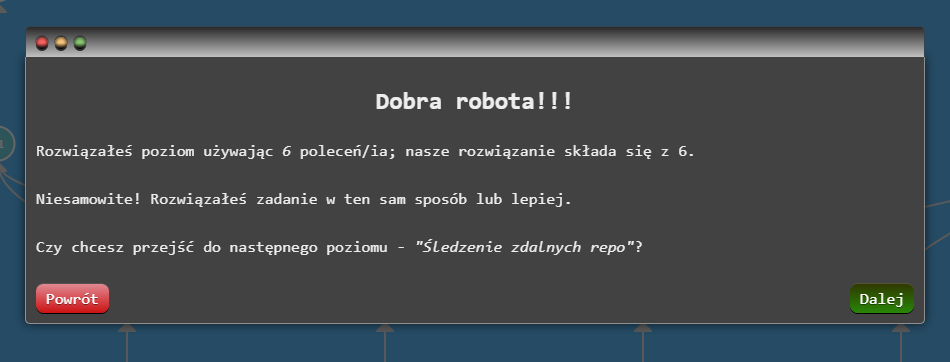 Dobra robota!!!
Rozwiązałeś poziom używając 6 poleceń/ia; nasze rozwiązanie składa się z 6.
Niesamowite! Rozwiązałeś zadanie w ten sam sposób lub lepiej.
Czy chcesz przejść do następnego poziomu - "Śledzenie zdalnych repo"?
Powrót
Dalej